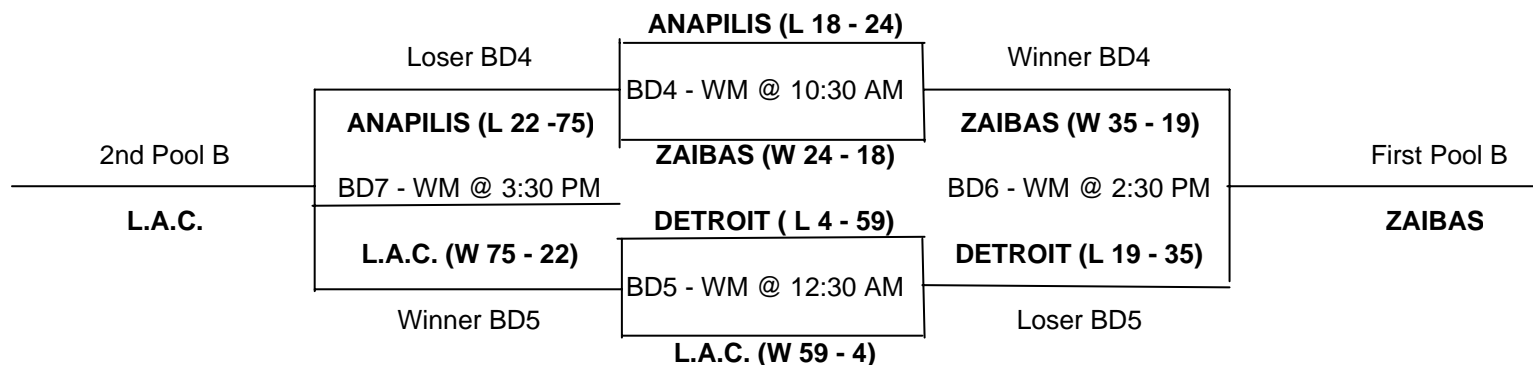 ANAPILIS (L 18 - 24)
Loser BD4
Winner BD4
BD4 - WM @ 10:30 AM
ANAPILIS (L 22 -75)
ZAIBAS (W 35 - 19)
2nd Pool B
ZAIBAS (W 24 - 18)
First Pool B
BD7 - WM @ 3:30 PM
BD6 - WM @ 2:30 PM
L.A.C.
DETROIT ( L 4 - 59)
ZAIBAS
L.A.C. (W 75 - 22)
DETROIT (L 19 - 35)
BD5 - WM @ 12:30 AM
Winner BD5
Loser BD5
L.A.C. (W 59 - 4)